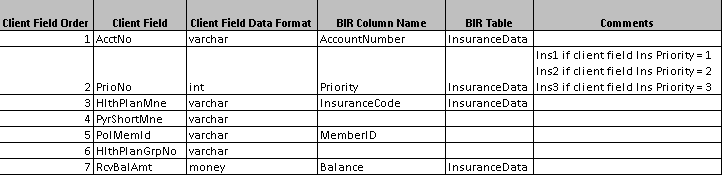 Client Field Order Client Field Client Field Data Format BIR Column Name BIR Table Comments
1 AcctNo varchar AccountNumber InsuranceData
Ins1 if client field Ins Priority = 1
Ins2 if client field Ins Priority = 2
2 PrioNo int Priority InsuranceData Ins3 if client field Ins Priority = 3
3 HlthPlanMne varchar InsuranceCode InsuranceData
4 PyrShortMne varchar
5 PolMemId varchar MemberID
6 HlthPlanGrpNo varchar
7 RcvBalAmt money Balance InsuranceData